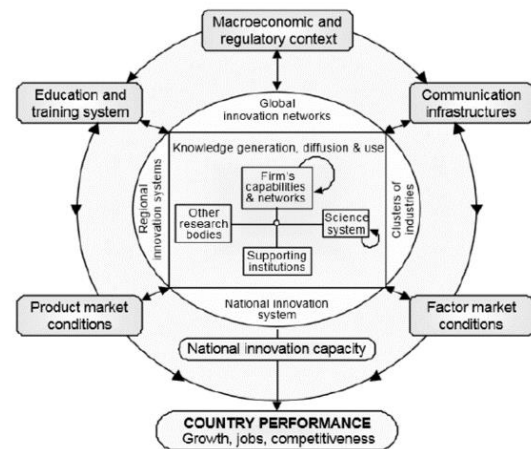 Macroeconomic and
regulatory context
Education and
training system
Communication
infrastructures
Global
innovation networks
Knowledge generation, diffusion & use
Regional
innovation systems
Firm's
capabilities
& networks
Other
research
bodies
Science
system
Supporting
institutions
Clusters of
industries
National innovation
system
Product market
conditions
Factor market
conditions
National innovation capacity
COUNTRY PERFORMANCE
Growth, jobs, competitiveness